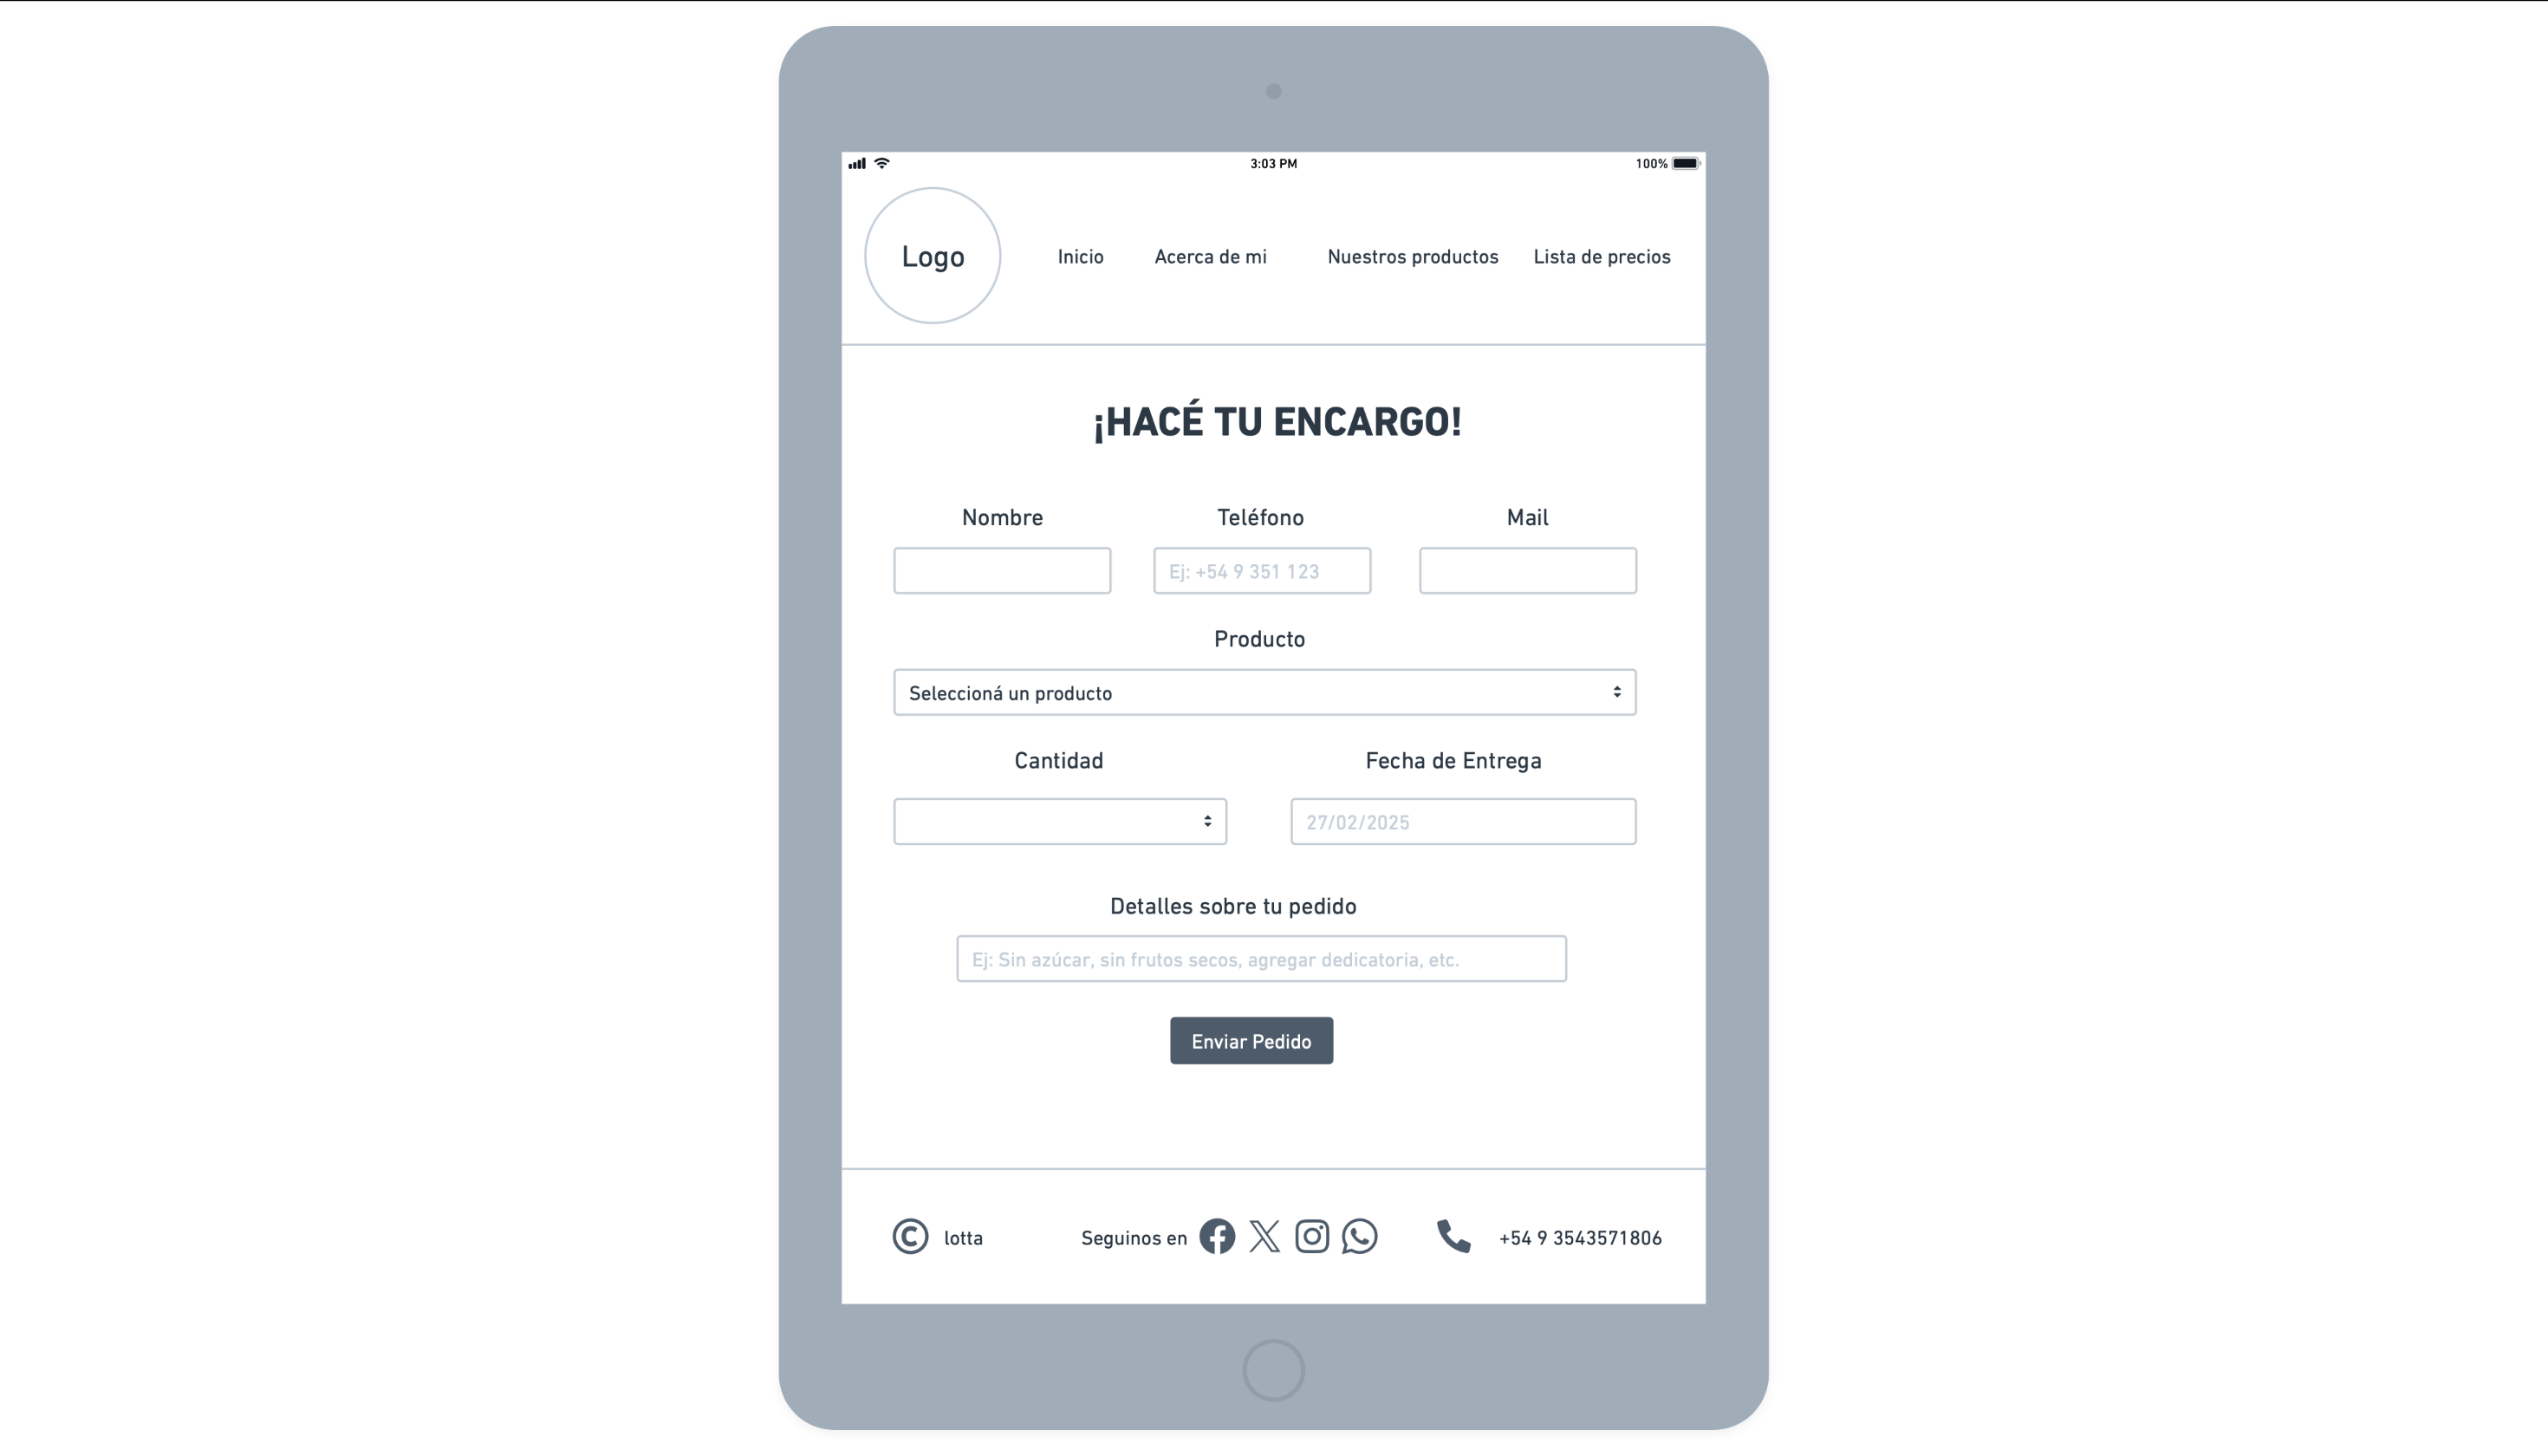 3:03 PM 100%
Logo Inicio Acerca de mi Nuestros productos Lista de precios
¡HACÉ TU ENCARGO!
Nombre Teléfono Mail
Ej: +54 9 351 123
Producto
Seleccioná un producto
Cantidad Fecha de Entrega
27/02/2025
Detalles sobre tu pedido
Ej: Sin azúcar, sin frutos secos, agregar dedicatoria, etc.
Enviar Pedido
© lotta Seguinos en +54 9 3543571806